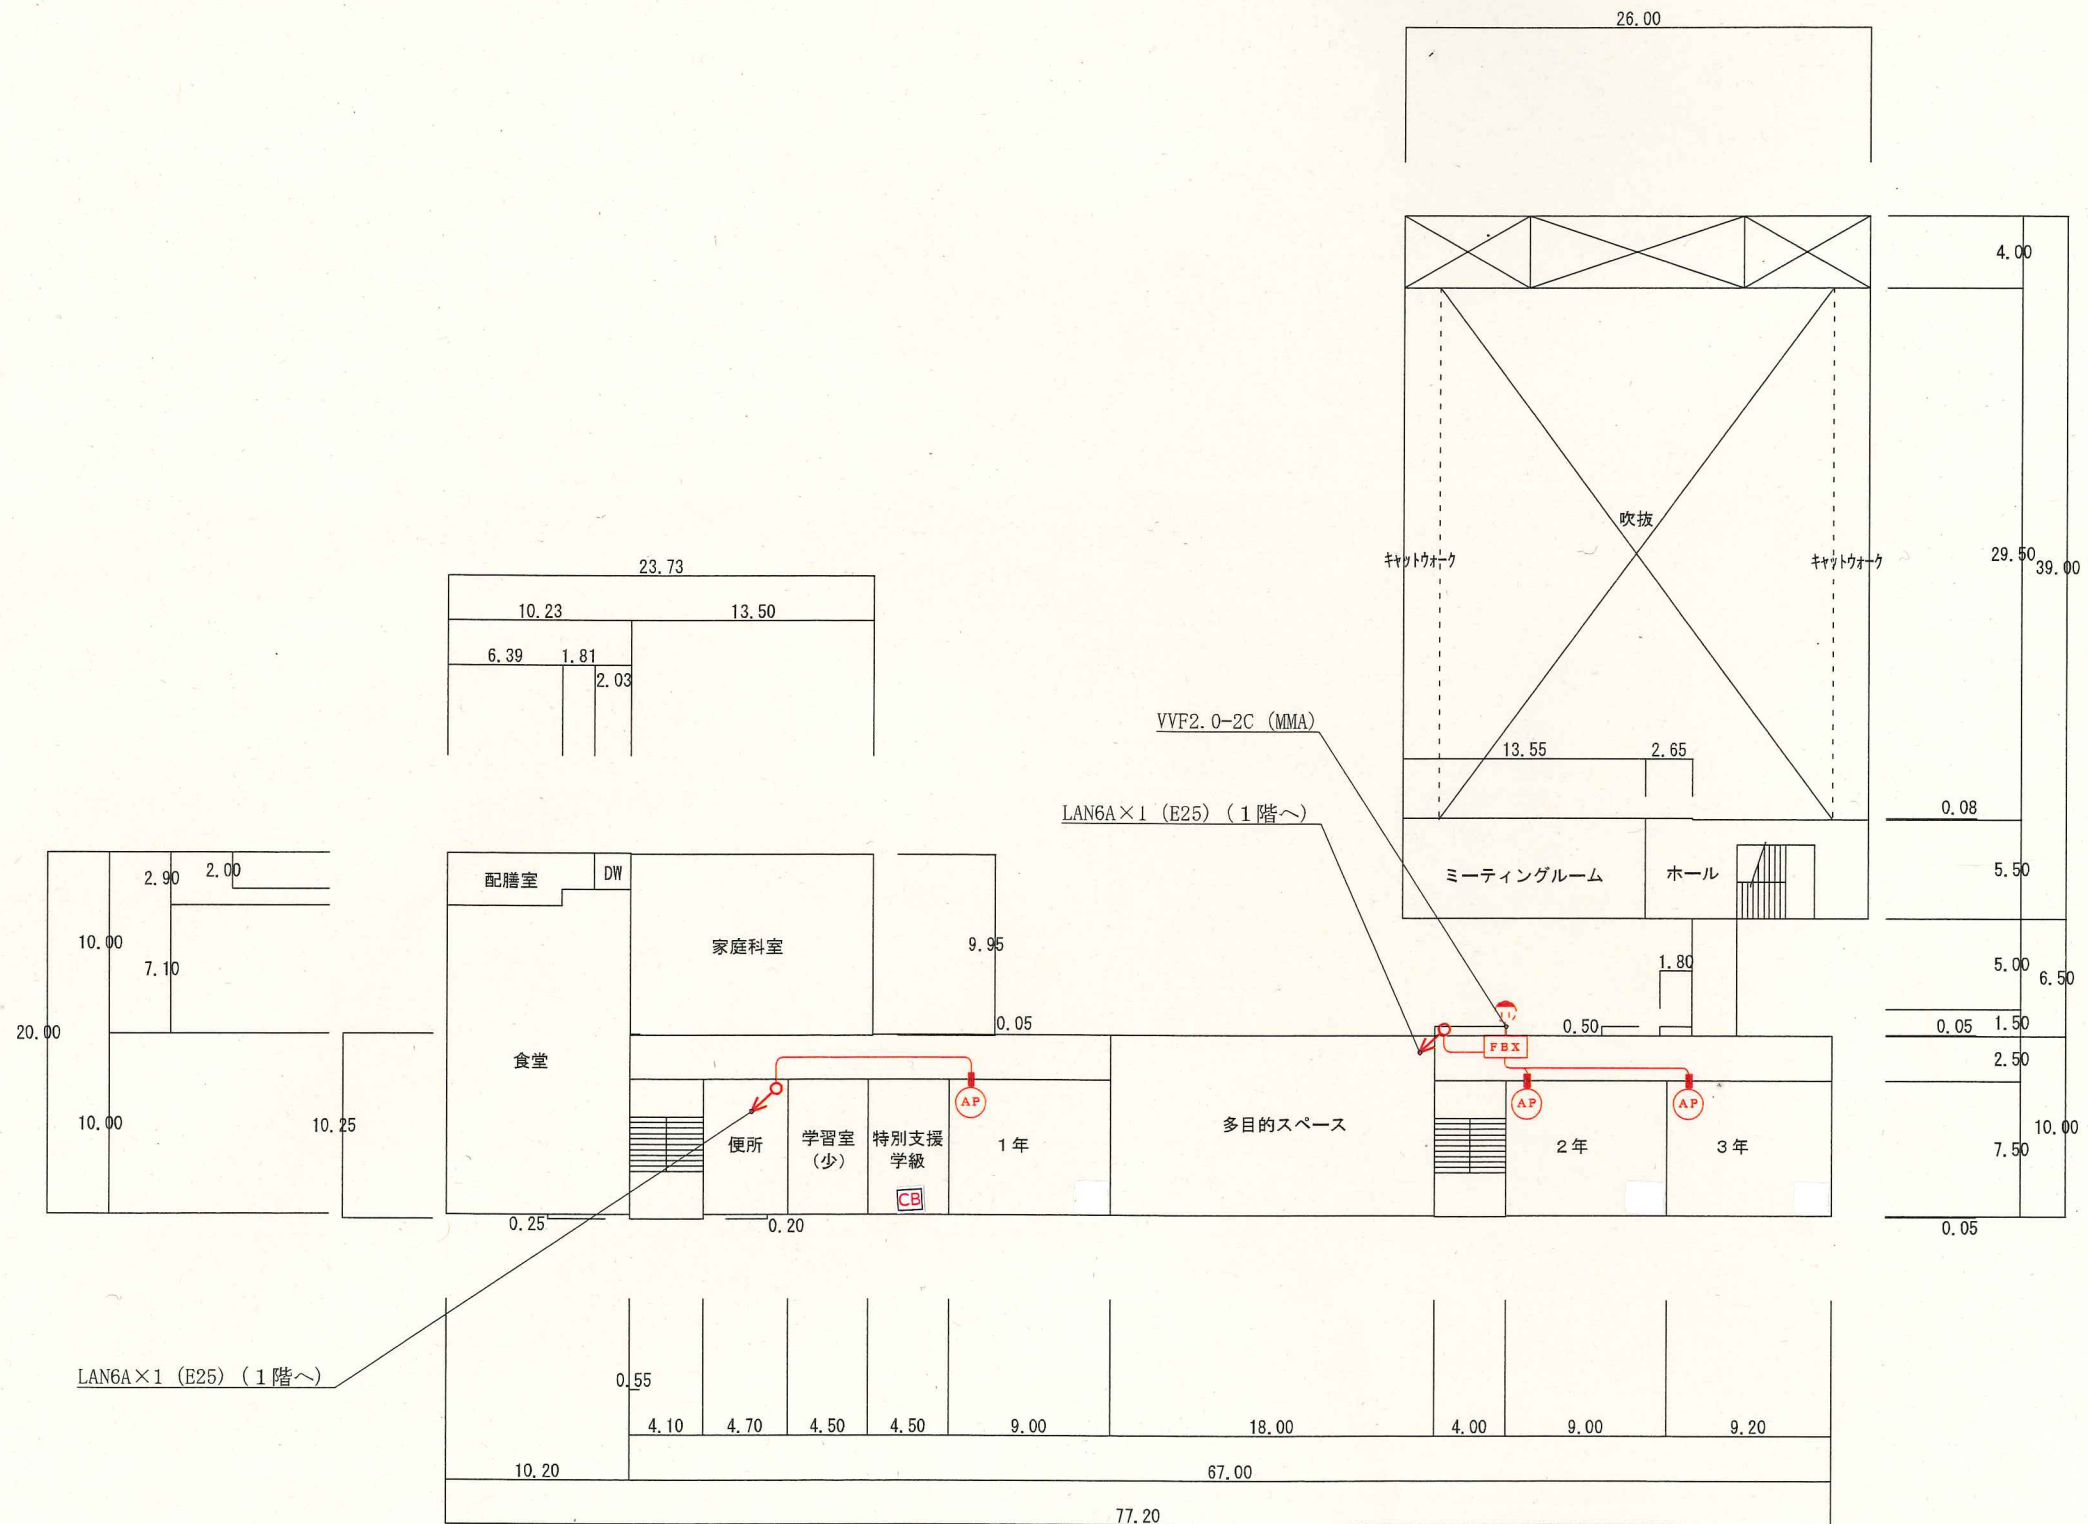 26.00
4.00
吹抜
キャットウォーク
キャットウォーク
29.50
39.00
23.73
10.23
13.50
6.39
1.81
2.03
VVF2.0-2C (MMA)
13.55
2.65
LAN6A×1 (E25) (1階へ)
0.08
2.90
2.00
配膳室
DW
ミーティングルーム
ホール
5.50
10.00
7.10
家庭科室
9.95
1.80
5.00
6.50
20.00
0.05
0.50
0.05
1.50
FBX
食堂
2.50
AP
AP
AP
10.00
10.25
便所
学習室
(少)
特別支援
学級
1年
多目的スペース
2年
3年
7.50
10.00
CB
0.25
0.20
0.05
LAN6A×1 (E25) (1階へ)
0.55
4.10
4.70
4.50
4.50
9.00
18.00
4.00
9.00
9.20
10.20
67.00
77.20